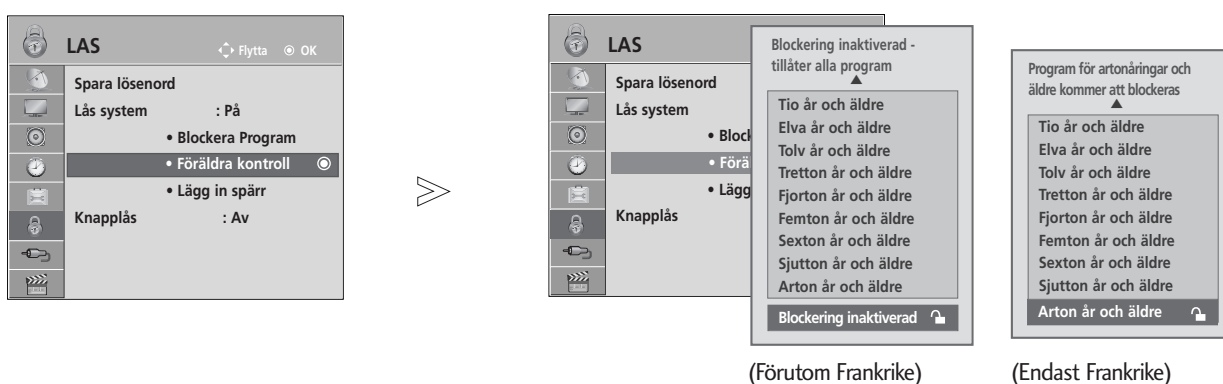 LAS
Flytta OK
Spara lösenord
Lås system : På
• Blockera Program
• Föräldra kontroll
• Lägg in spärr
Knapplås : Av
LAS
Spara lösenord
Lås system
• Block
• Förä
• Lägg
Knapplås
Blockering inaktiverad -
tillåter alla program
Tio år och äldre
Elva år och äldre
Tolv år och äldre
Tretton år och äldre
Fjorton år och äldre
Femton år och äldre
Sexton år och äldre
Sjutton år och äldre
Arton år och äldre
Blockering inaktiverad
(Förutom Frankrike)
Program för artonåringar och
äldre kommer att blockeras
Tio år och äldre
Elva år och äldre
Tolv år och äldre
Tretton år och äldre
Fjorton år och äldre
Femton år och äldre
Sexton år och äldre
Sjutton år och äldre
Arton år och äldre
(Endast Frankrike)